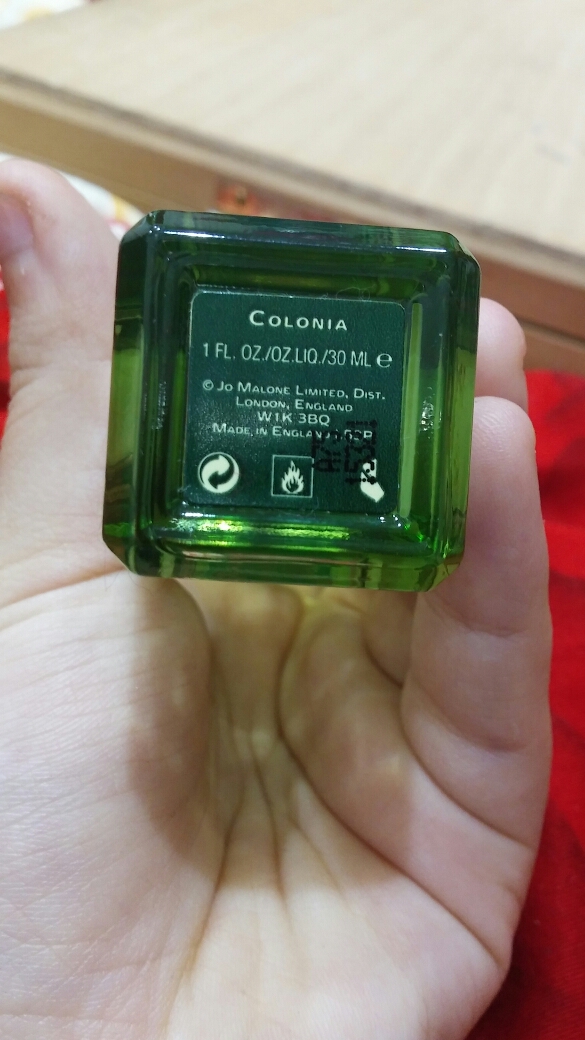 COLONIA
1 FL. OZ./OZ.LIQ./30 ML ℮
© JO MALONE LIMITED, DIST.
LONDON, ENGLAND
W1K 3BQ
MADE IN ENGLAND